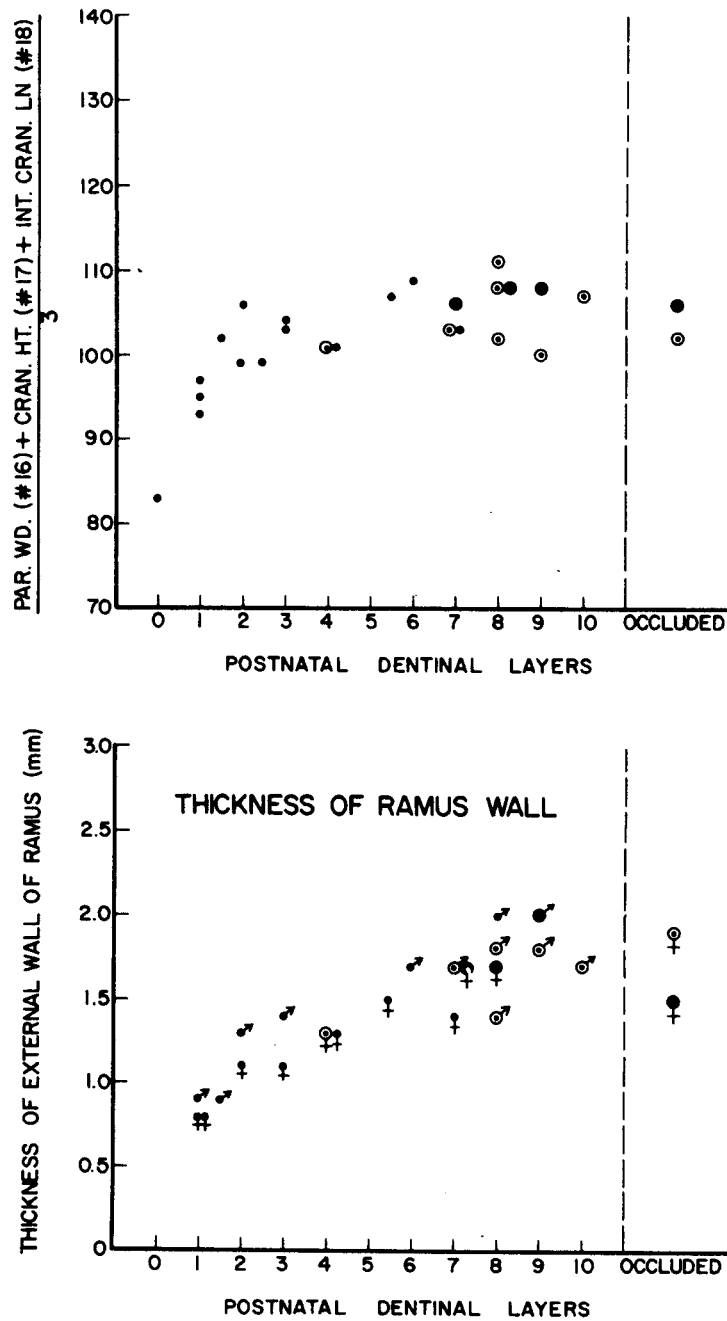 PAR. WD. (#16) + CRAN. HT. (#17) + INT. CRAN. LN (#18)
3
140
130
120
110
100
90
80
70
0 1 2 3 4 5 6 7 8 9 10 OCCLUDED
POSTNATAL DENTINAL LAYERS
THICKNESS OF EXTERNAL WALL OF RAMUS (mm)
THICKNESS OF RAMUS WALL
3.0
2.5
2.0
1.5
1.0
0.5
0
0 1 2 3 4 5 6 7 8 9 10 OCCLUDED
POSTNATAL DENTINAL LAYERS